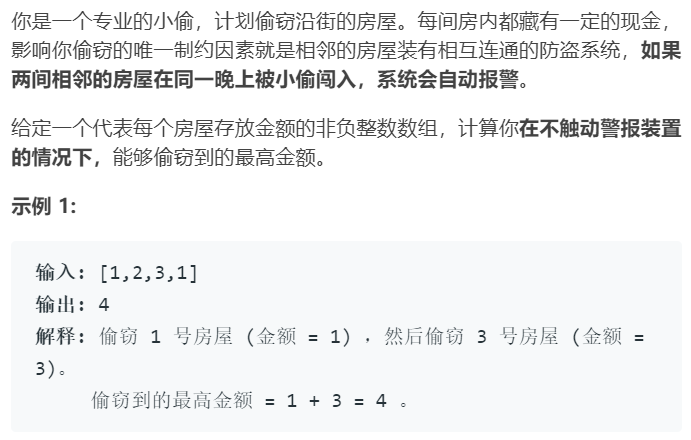 你是一个专业的小偷，计划偷窃沿街的房屋。每间房内都藏有一定的现金，
影响你偷窃的唯一制约因素就是相邻的房屋装有相互连通的防盗系统，如果
两间相邻的房屋在同一晚上被小偷闯入，系统会自动报警。
给定一个代表每个房屋存放金额的非负整数数组，计算你在不触动警报装置
的情况下，能够偷窃到的最高金额。
示例 1:
输入: [1,2,3,1]
输出: 4
解释: 偷窃 1 号房屋 (金额 = 1) ，然后偷窃 3 号房屋 (金额 =
3)。
偷窃到的最高金额 = 1 + 3 = 4 。